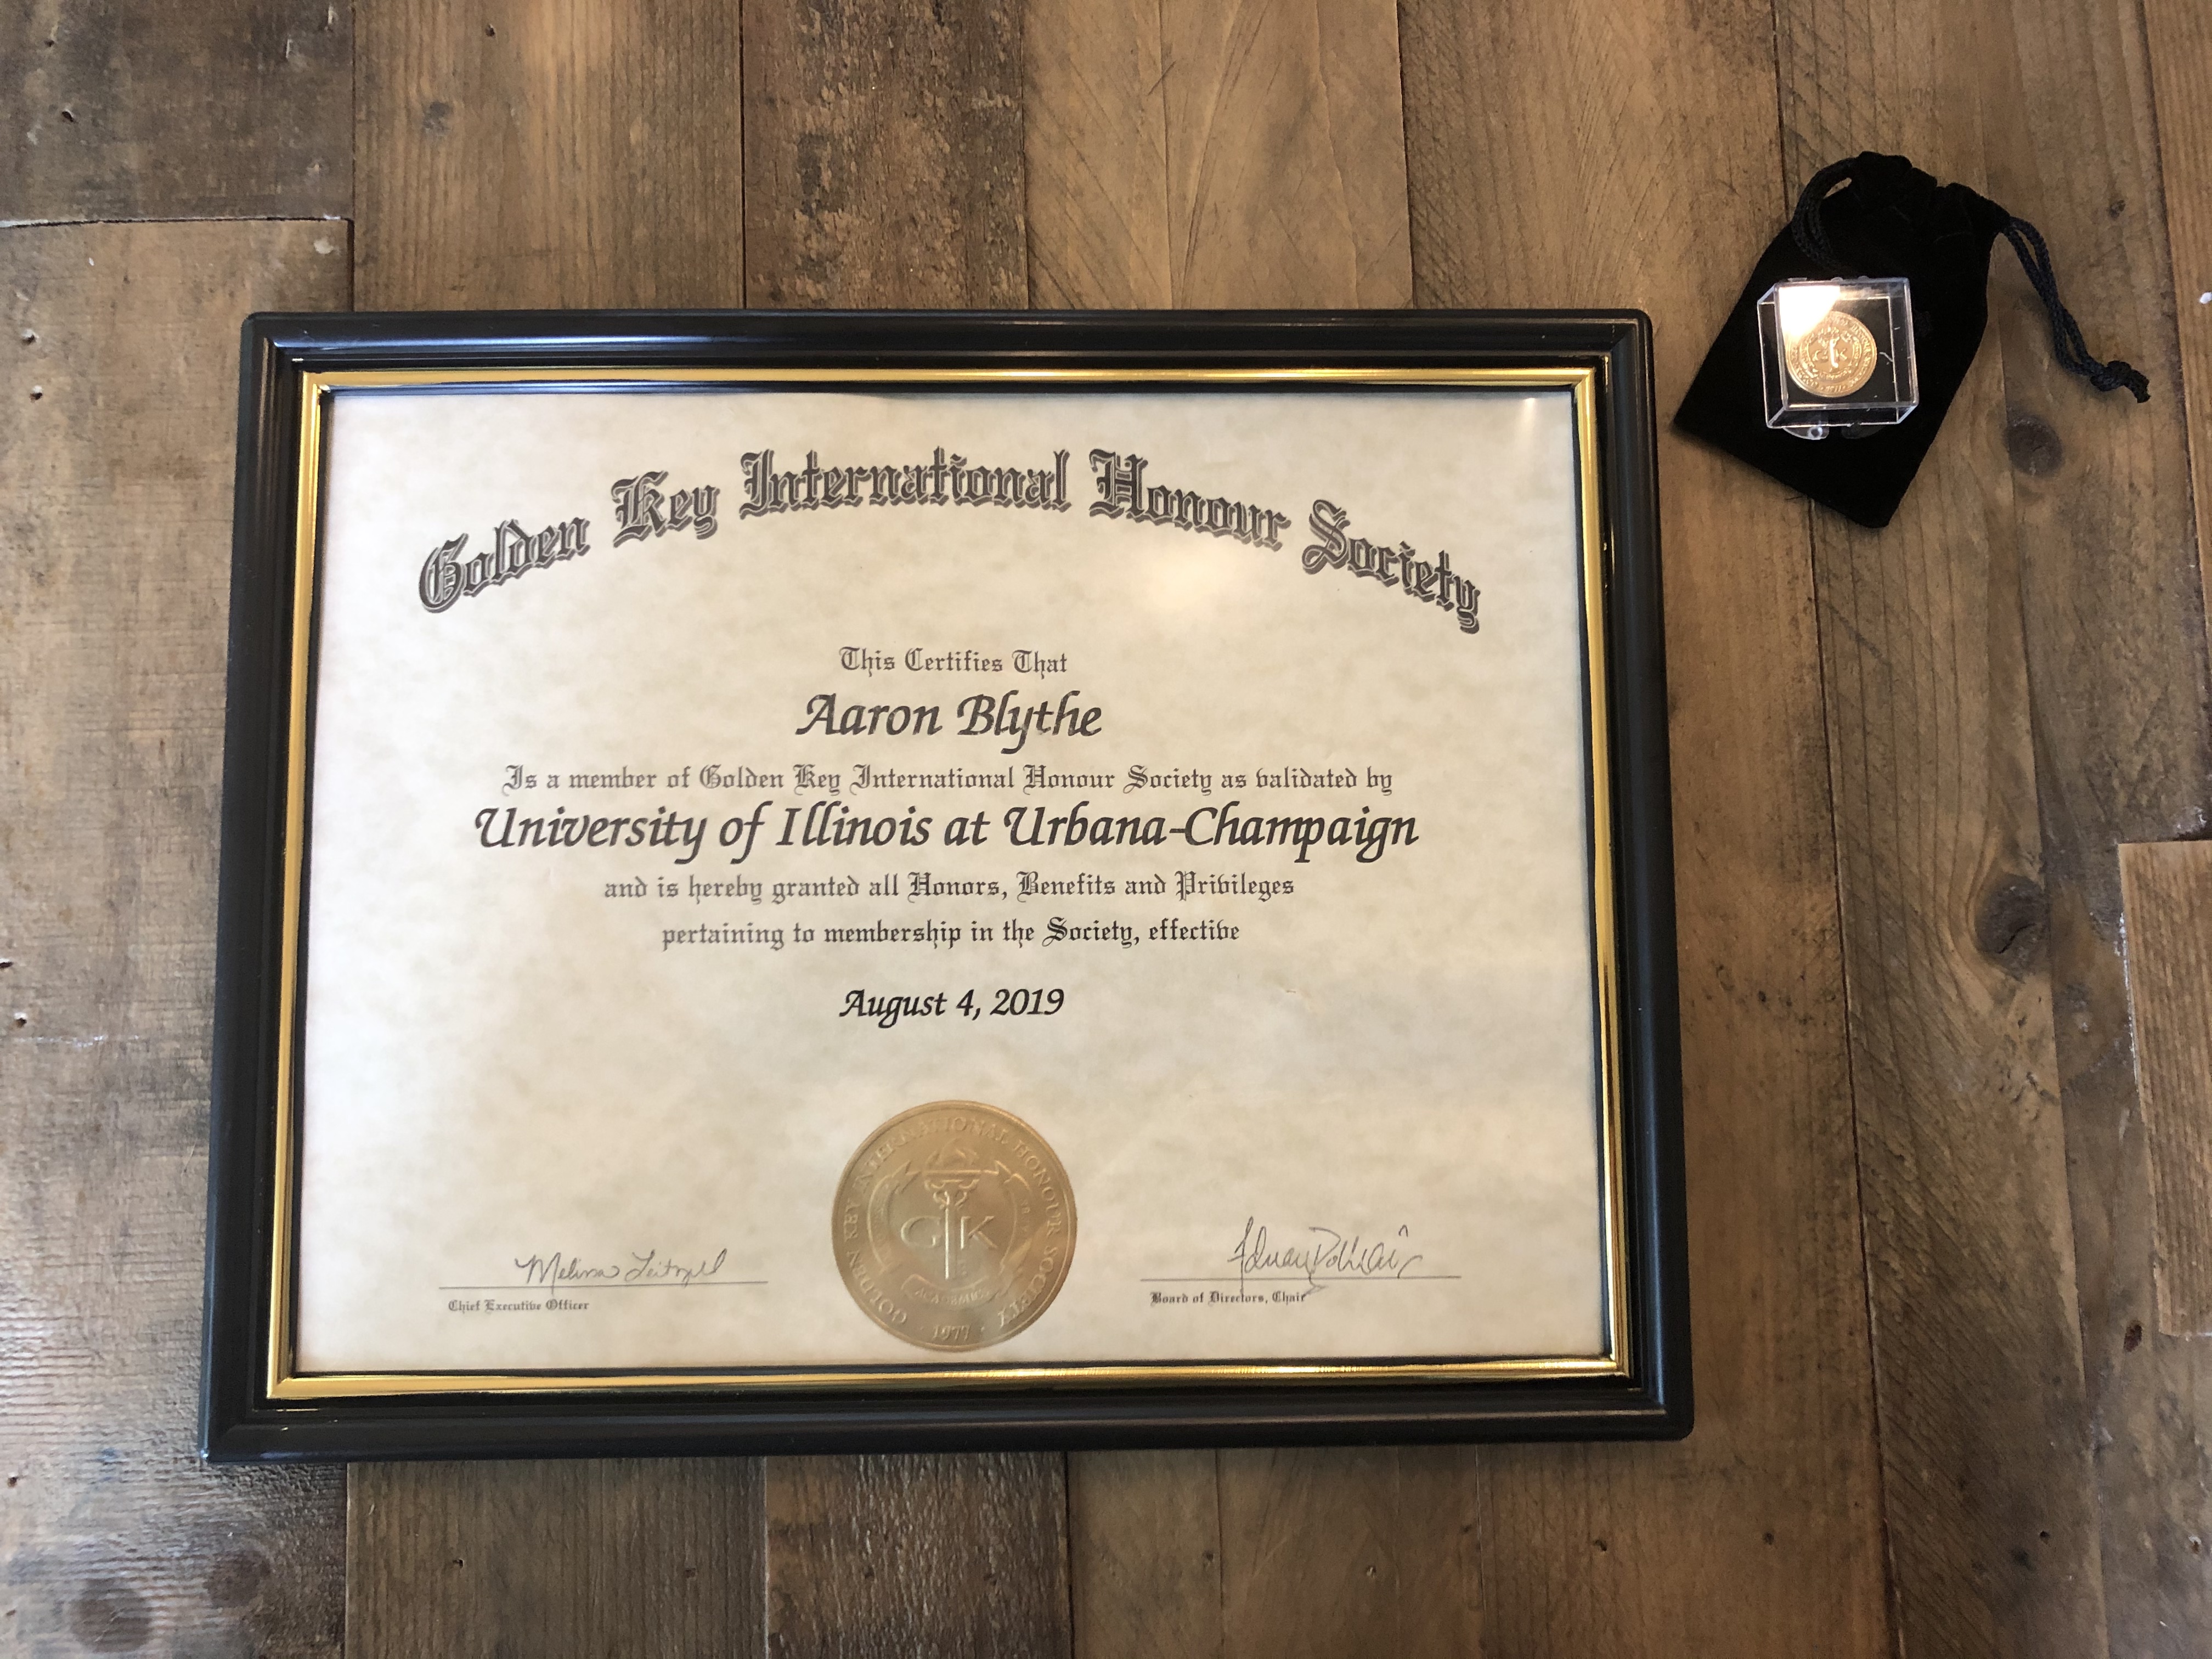 Golden Key International Honour Society
This Certifies That
Aaron Blythe
Is a member of Golden Key International Honour Society as validated by
University of Illinois at Urbana-Champaign
and is hereby granted all Honors, Benefits and Privileges
pertaining to membership in the Society, effective
August 4, 2019
GOLDEN KEY INTERNATIONAL HONOUR SOCIETY
GK
1977
Melissa Leitzell
Chief Executive Officer
Board of Directors, Chair